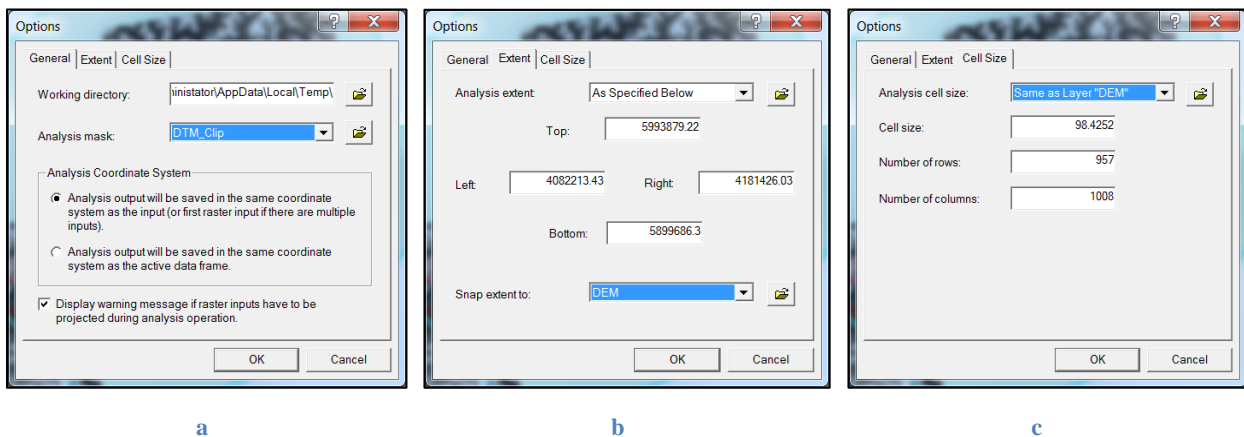 Options
General Extent Cell Size
Working directory: ninistator\AppData\Local\Temp\
Analysis mask: DTM_Clip
Analysis Coordinate System
Analysis output will be saved in the same coordinate
system as the input (or first raster input if there are multiple
inputs).
Analysis output will be saved in the same coordinate
system as the active data frame.
Display warning message if raster inputs have to be
projected during analysis operation.
OK Cancel
a
Options
General Extent Cell Size
Analysis extent: As Specified Below
Top: 5993879.22
Left: 4082213.43 Right: 4181426.03
Bottom: 5899686.3
Snap extent to: DEM
OK Cancel
b
Options
General Extent Cell Size
Analysis cell size: Same as Layer "DEM"
Cell size: 98.4252
Number of rows: 957
Number of columns: 1008
OK Cancel
c